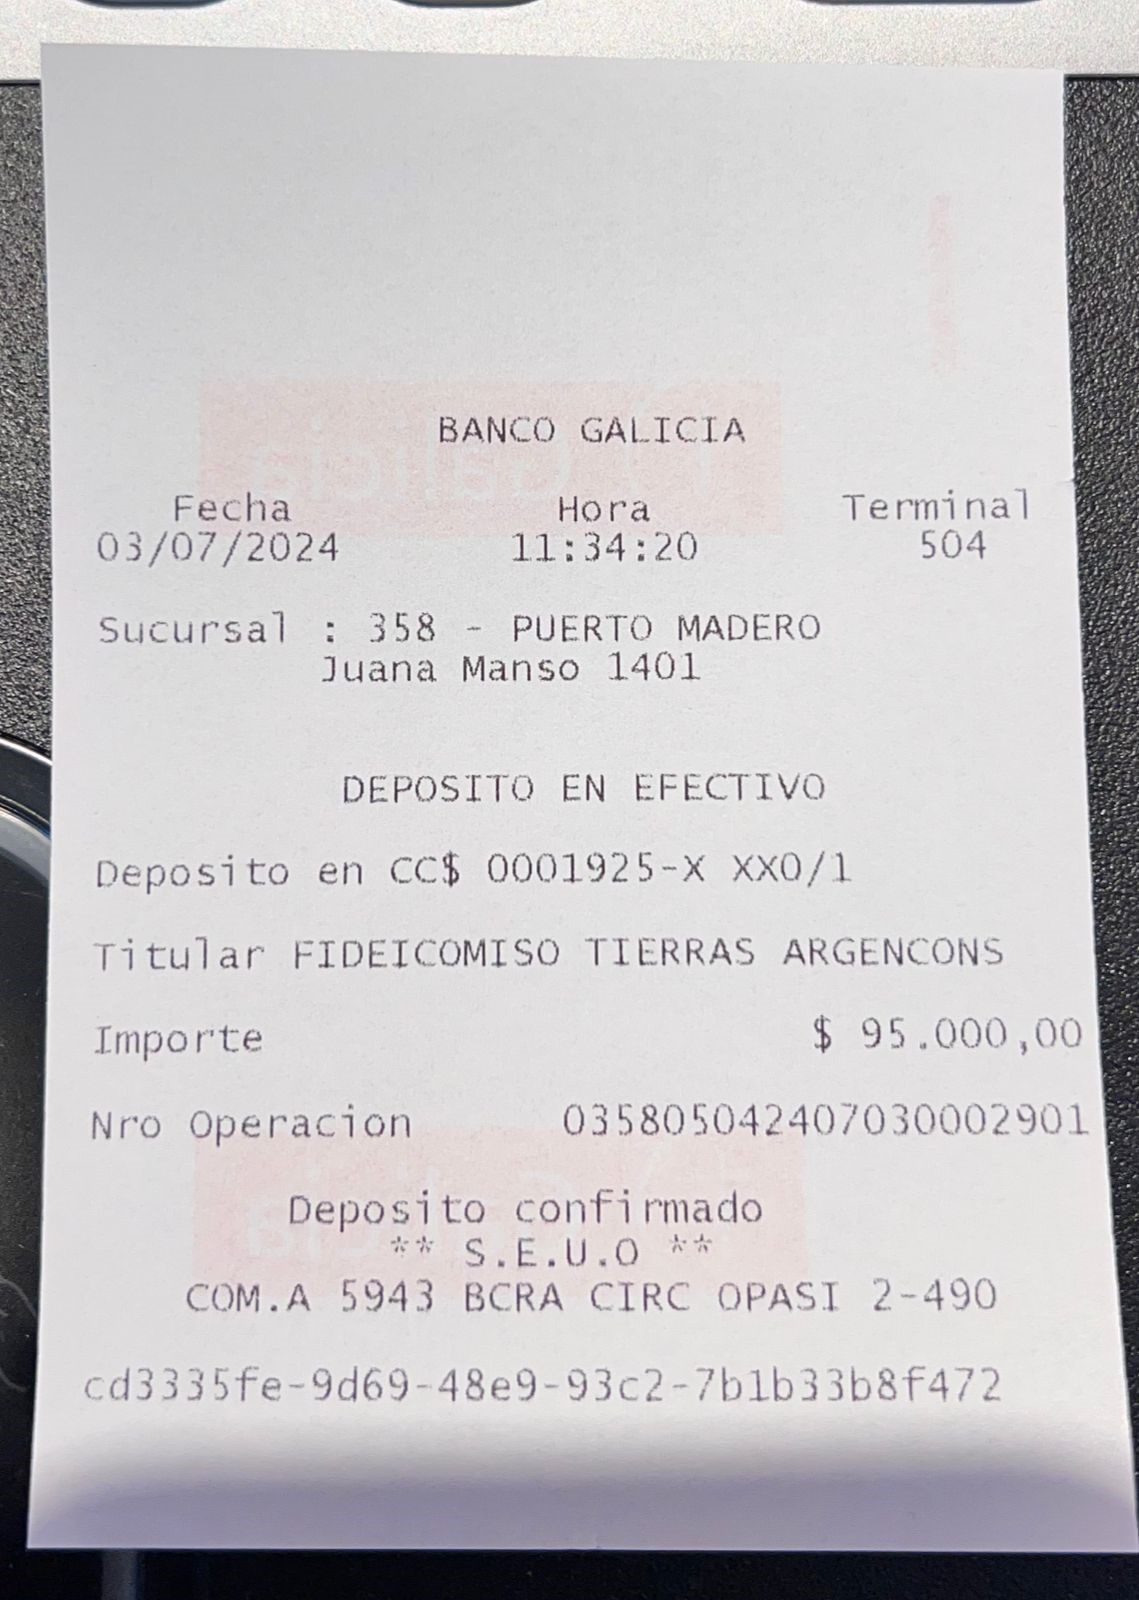 BANCO GALICIA
Fecha Hora Terminal
03/07/2024 11:34:20 504
Sucursal : 358 - PUERTO MADERO
Juana Manso 1401
DEPOSITO EN EFECTIVO
Deposito en CC$ 0001925-X XX0/1
Titular FIDEICOMISO TIERRAS ARGENCONS
Importe $ 95.000,00
Nro Operacion 035805042407030002901
Deposito confirmado
** S.E.U.O **
COM.A 5943 BCRA CIRC OPASI 2-490
cd3335fe-9d69-48e9-93c2-7b1b33b8f472